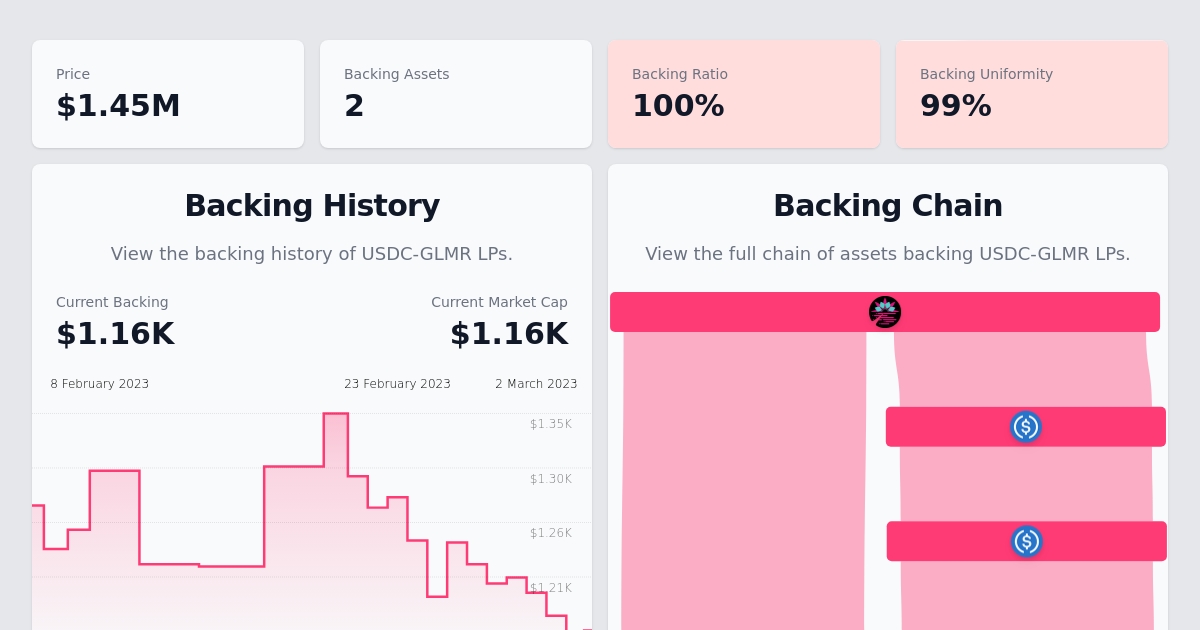 Price
$1.45M
Backing Assets
2
Backing Ratio
100%
Backing Uniformity
99%
Backing History
View the backing history of USDC-GLMR LPs.
Current Backing
$1.16K
Current Market Cap
$1.16K
8 February 2023
23 February 2023
2 March 2023
$1.35K
$1.30K
$1.26K
$1.21K
Backing Chain
View the full chain of assets backing USDC-GLMR LPs.